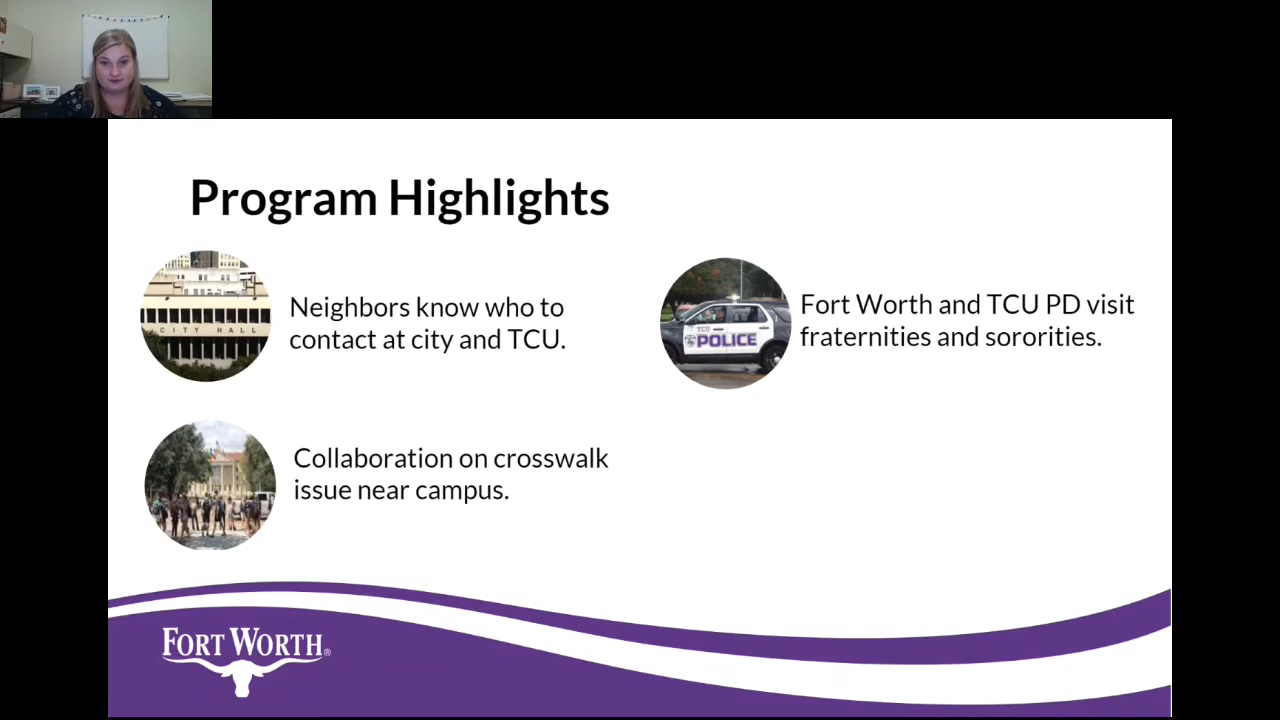 Program Highlights
Neighbors know who to
contact at city and TCU.
CITY HALL
Fort Worth and TCU PD visit
fraternities and sororities.
TCU
POLICE
Collaboration on crosswalk
issue near campus.
FORT WORTH®